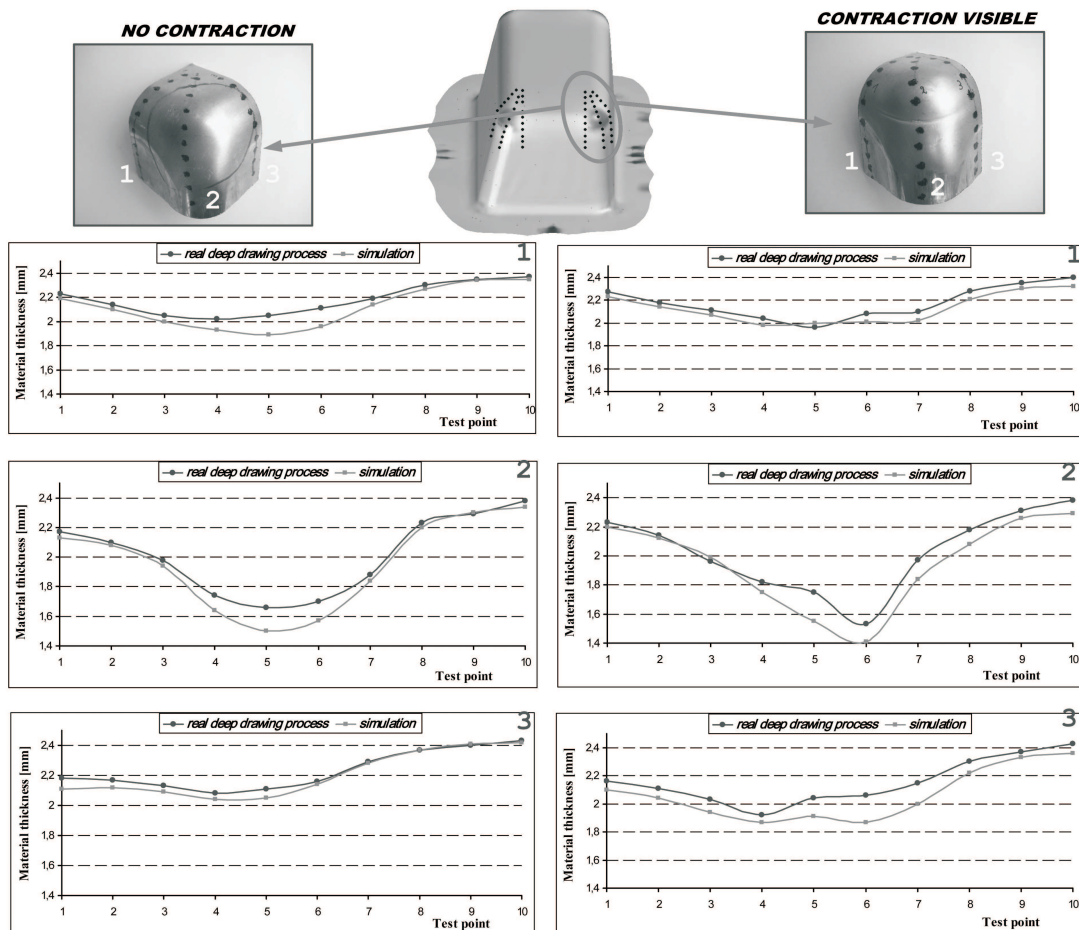 NO CONTRACTION
CONTRACTION VISIBLE
1
2
3
1
2
3
real deep drawing process simulation
1
Material thickness [mm]
2,4
2,2
2
1,8
1,6
1,4
1 2 3 4 5 6 7 8 9 10
Test point
real deep drawing process simulation
1
Material thickness [mm]
2,4
2,2
2
1,8
1,6
1,4
1 2 3 4 5 6 7 8 9 10
Test point
real deep drawing process simulation
2
Material thickness [mm]
2,4
2,2
2
1,8
1,6
1,4
1 2 3 4 5 6 7 8 9 10
Test point
real deep drawing process simulation
2
Material thickness [mm]
2,4
2,2
2
1,8
1,6
1,4
1 2 3 4 5 6 7 8 9 10
Test point
real deep drawing process simulation
3
Material thickness [mm]
2,4
2,2
2
1,8
1,6
1,4
1 2 3 4 5 6 7 8 9 10
Test point
real deep drawing process simulation
3
Material thickness [mm]
2,4
2,2
2
1,8
1,6
1,4
1 2 3 4 5 6 7 8 9 10
Test point